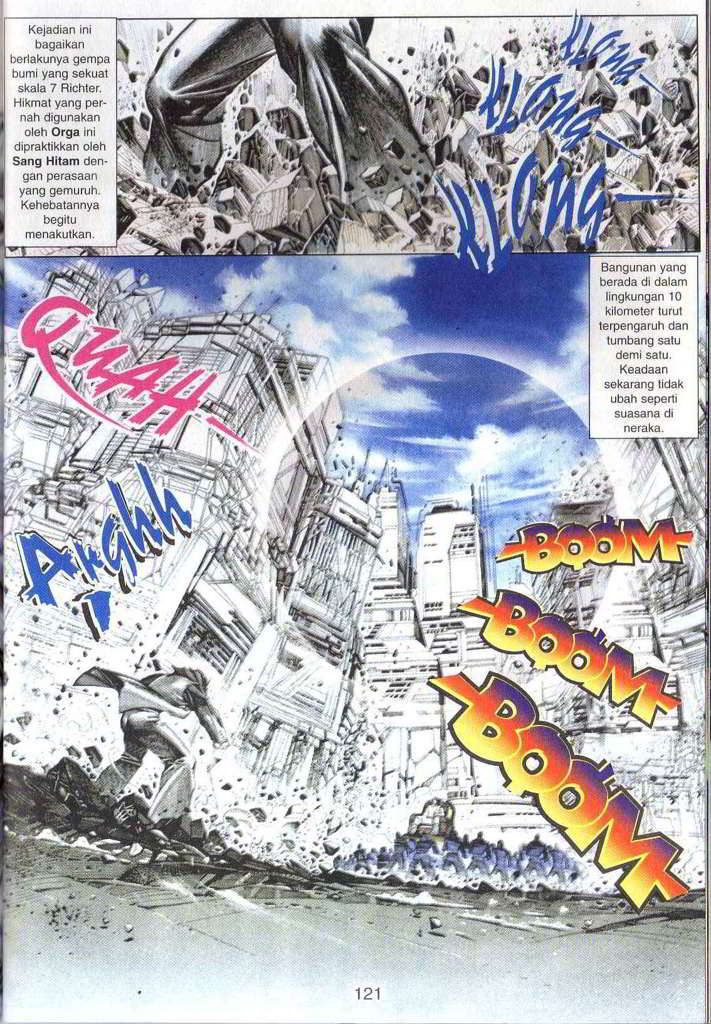 Kejadian ini
bagaikan
berlakunya gempa
bumi yang sekuat
skala 7 Richter.
Hikmat yang per-
nah digunakan
oleh Orga ini
dipraktikkan oleh
Sang Hitam den-
gan perasaan
yang gemuruh.
Kehebatannya
begitu
menakutkan.
KLONG
KLONG
KLONG
Bangunan yang
berada di dalam
lingkungan 10
kilometer turut
terpengaruh dan
tumbang satu
demi satu.
Keadaan
sekarang tidak
ubah seperti
suasana di
neraka.
QUAH
Arghh
BOOM
BOOM
BOOM
121